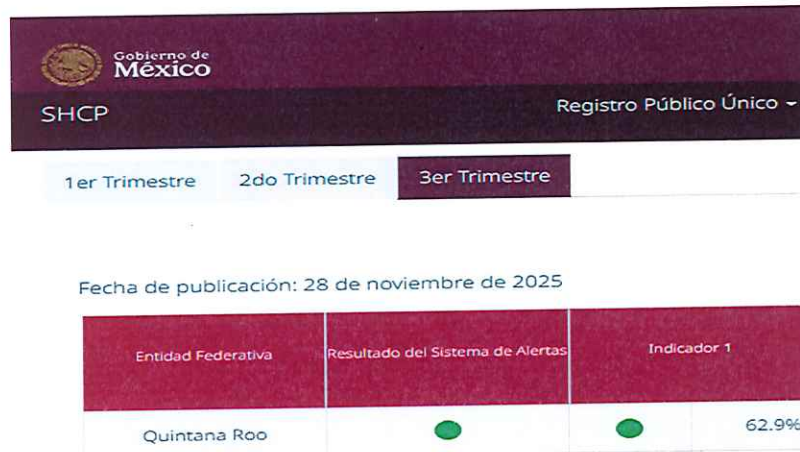 Gobierno de
México
SHCP
Registro Público Único
1er Trimestre 2do Trimestre 3er Trimestre
Fecha de publicación: 28 de noviembre de 2025
Entidad Federativa Resultado del Sistema de Alertas Indicador 1
Quintana Roo 62.9%